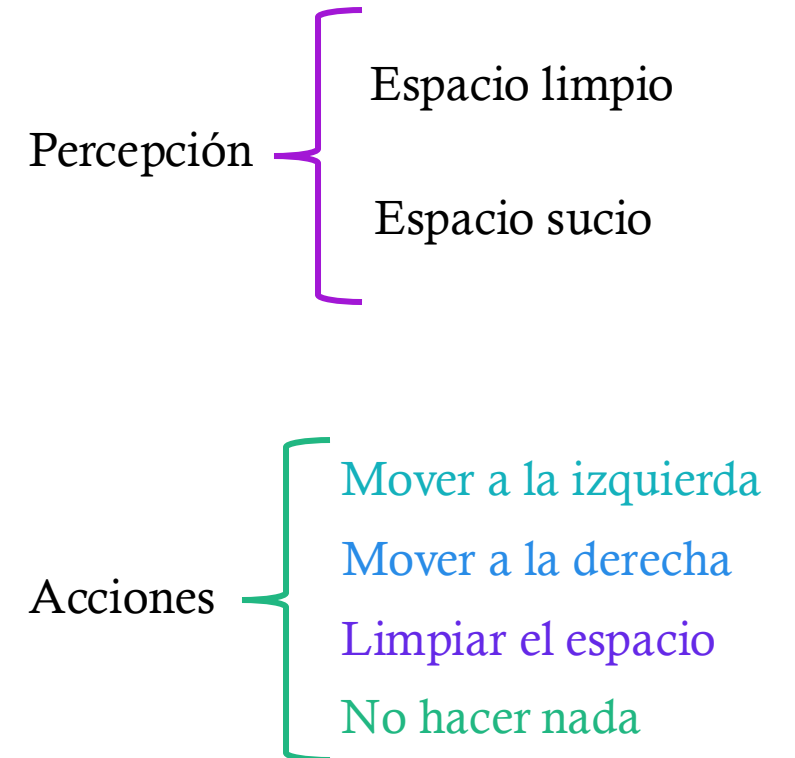 Percepción
Espacio limpio
Espacio sucio
Acciones
Mover a la izquierda
Mover a la derecha
Limpiar el espacio
No hacer nada